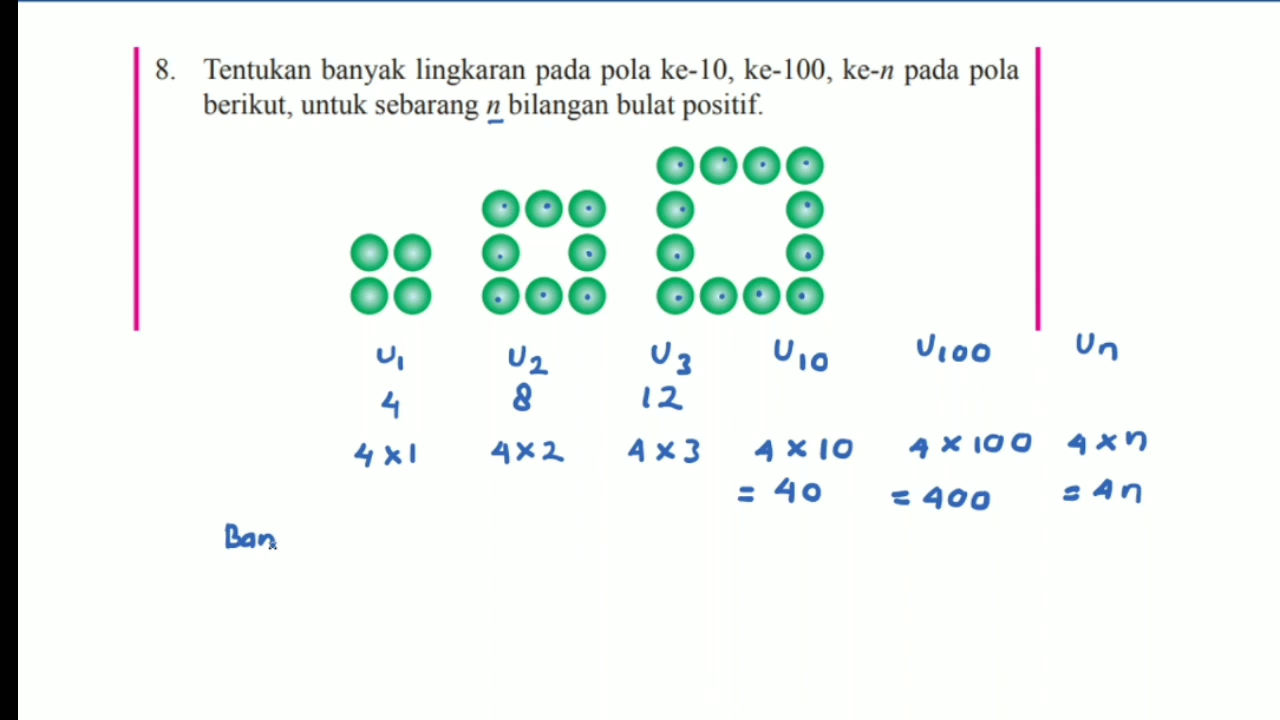 8. Tentukan banyak lingkaran pada pola ke-10, ke-100, ke-n pada pola
berikut, untuk sebarang n bilangan bulat positif.
U1 U2 U3 U10 U100 Un
4 8 12
4×1 4×2 4×3 4×10 4×100 4×n
= 40 = 400 = 4n
Ban